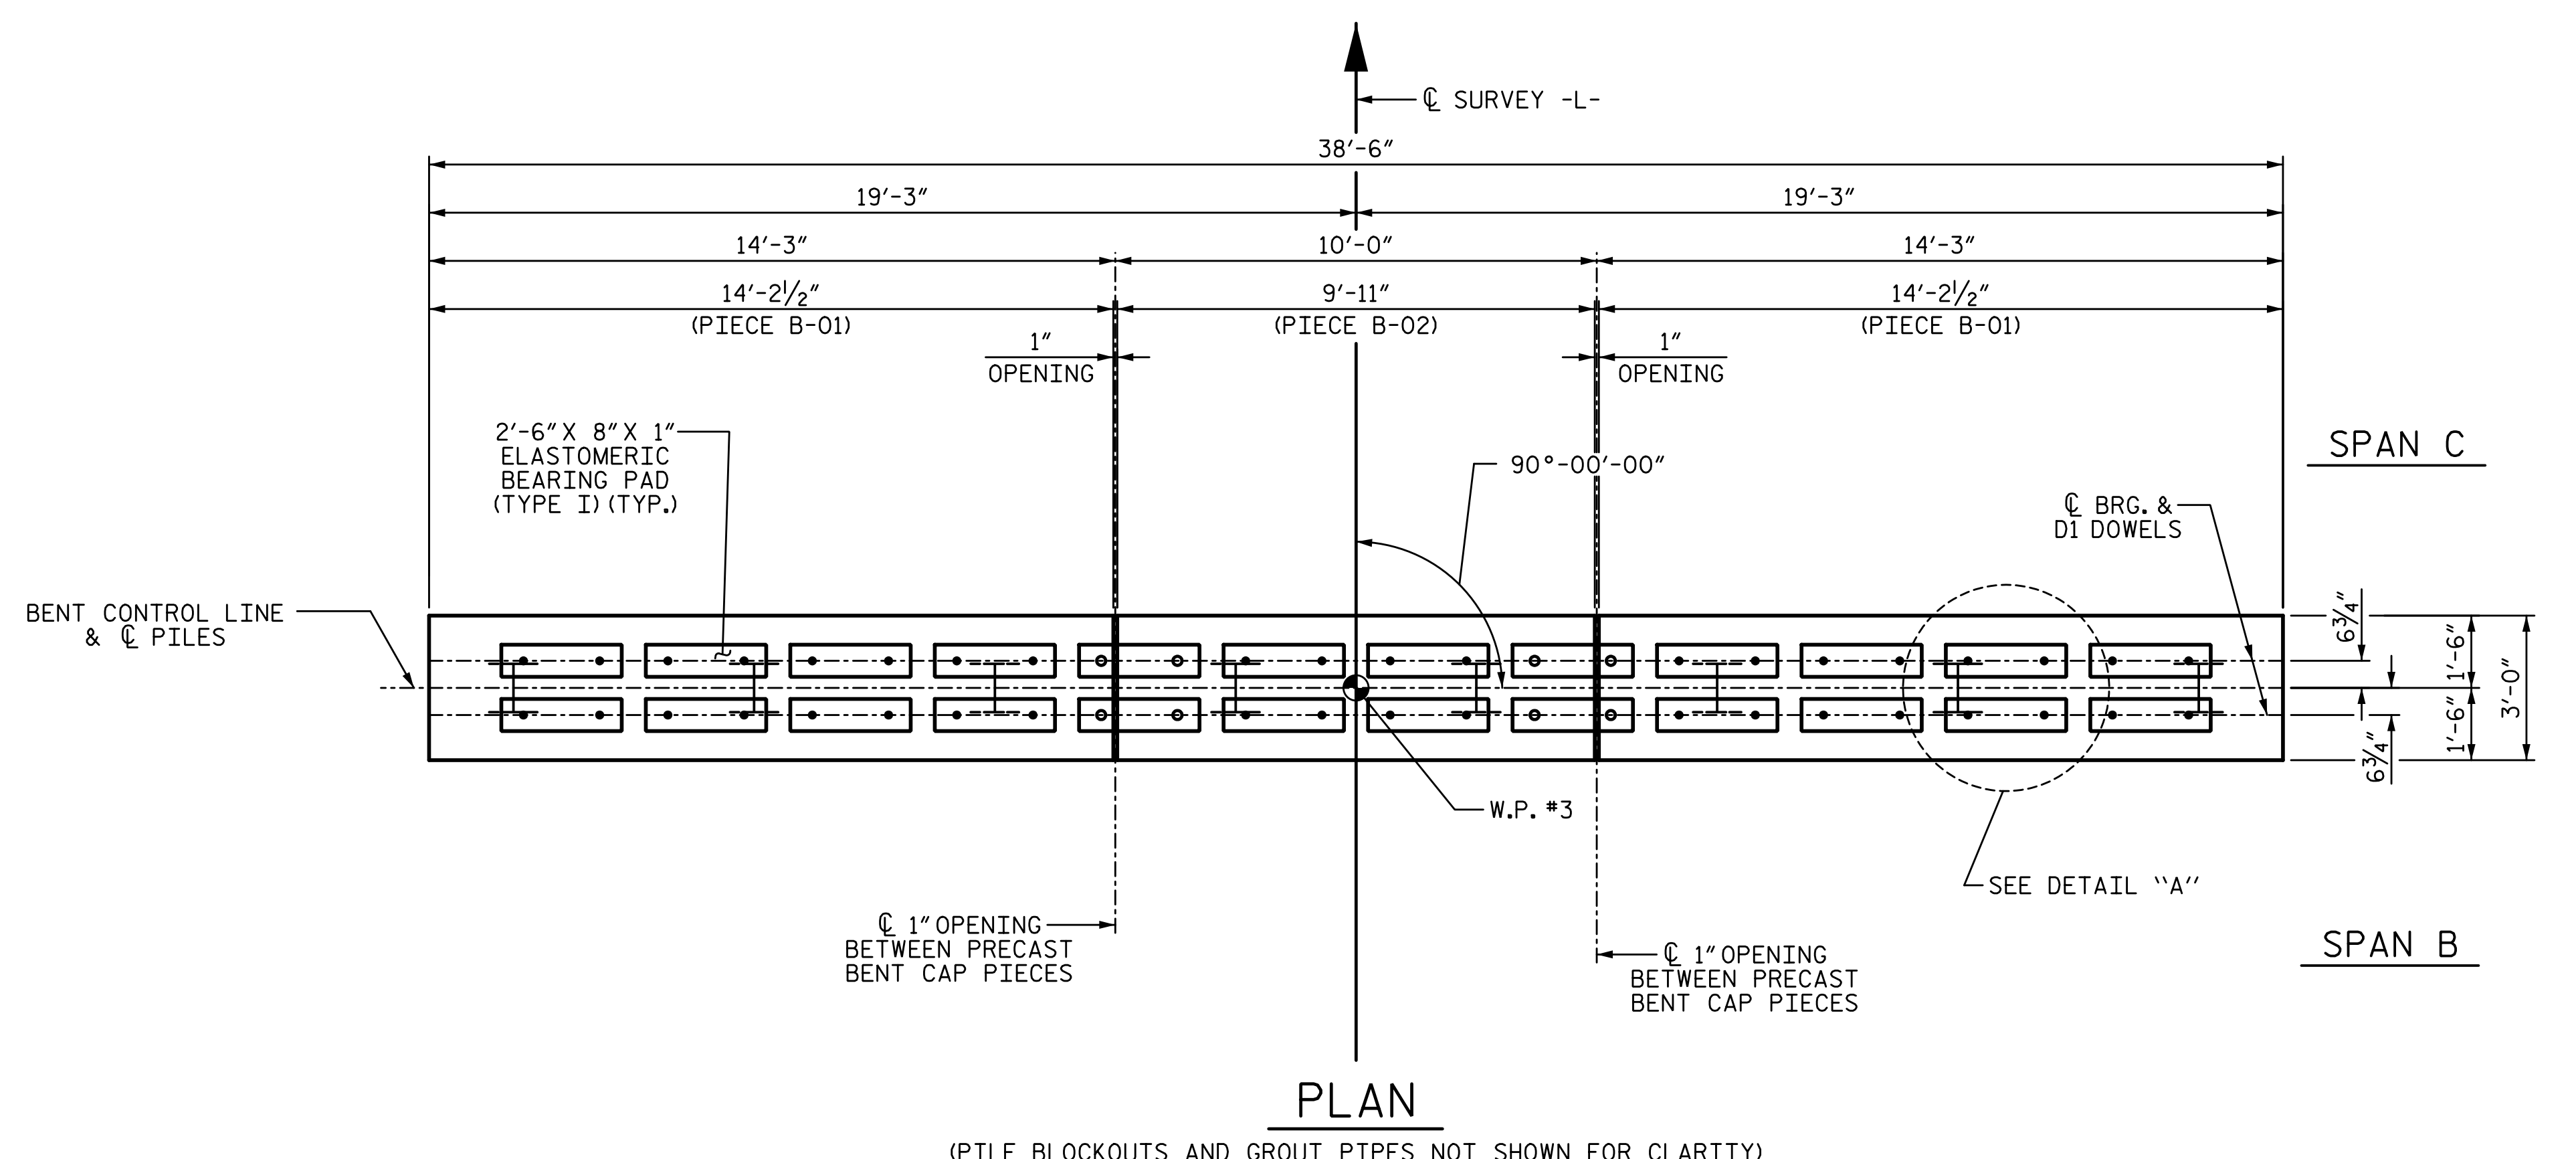 ℄ SURVEY -L-
38'-6"
19'-3"
19'-3"
14'-3"
10'-0"
14'-3"
14'-2½"
9'-11"
14'-2½"
(PIECE B-01)
(PIECE B-02)
(PIECE B-01)
1"
OPENING
1"
OPENING
2'-6" X 8" X 1"
ELASTOMERIC
BEARING PAD
(TYPE I) (TYP.)
90°-00'-00"
SPAN C
℄ BRG. &
D1 DOWELS
BENT CONTROL LINE
& ℄ PILES
6¾"
1'-6"
3'-0"
1'-6"
6¾"
W.P. #3
SEE DETAIL "A"
℄ 1" OPENING
BETWEEN PRECAST
BENT CAP PIECES
℄ 1" OPENING
BETWEEN PRECAST
BENT CAP PIECES
SPAN B
PLAN
(PILE BLOCKOUTS AND GROUT PIPES NOT SHOWN FOR CLARITY)